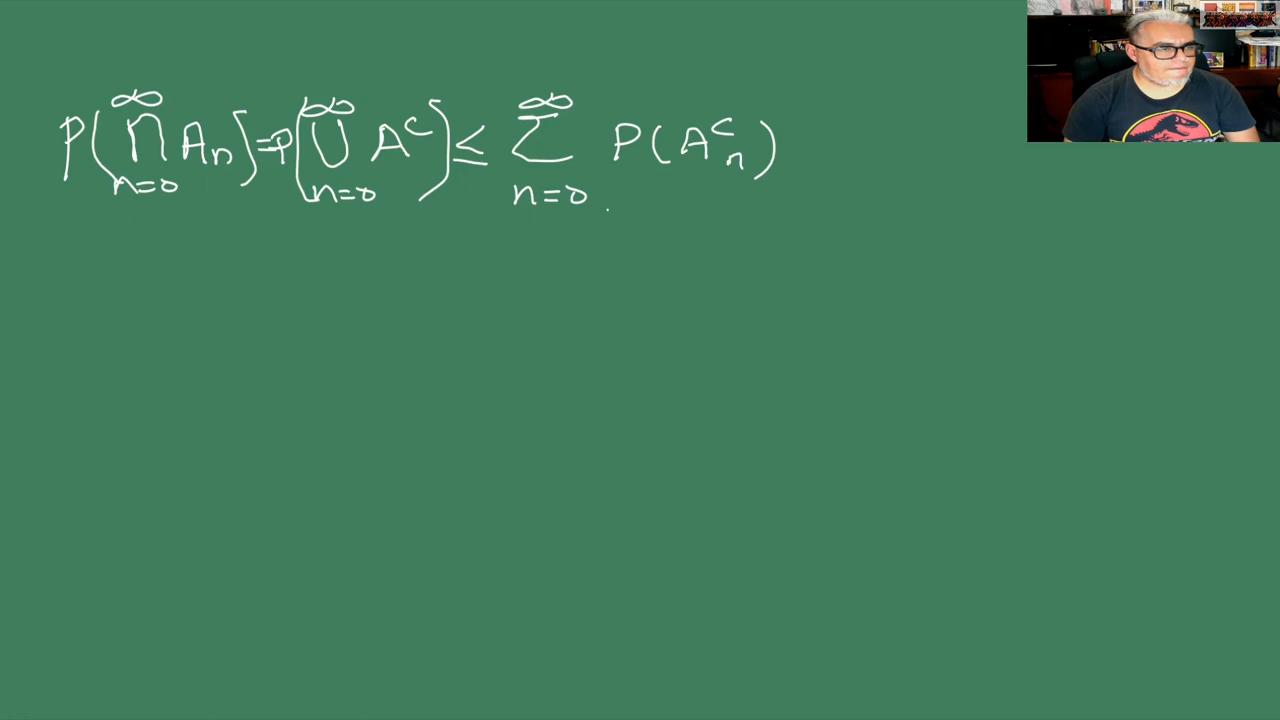 P(⋂_{n=0}^{∞} A_n) = P(⋃_{n=0}^{∞} A^c) ≤ ∑_{n=0}^{∞} P(A^c_n)